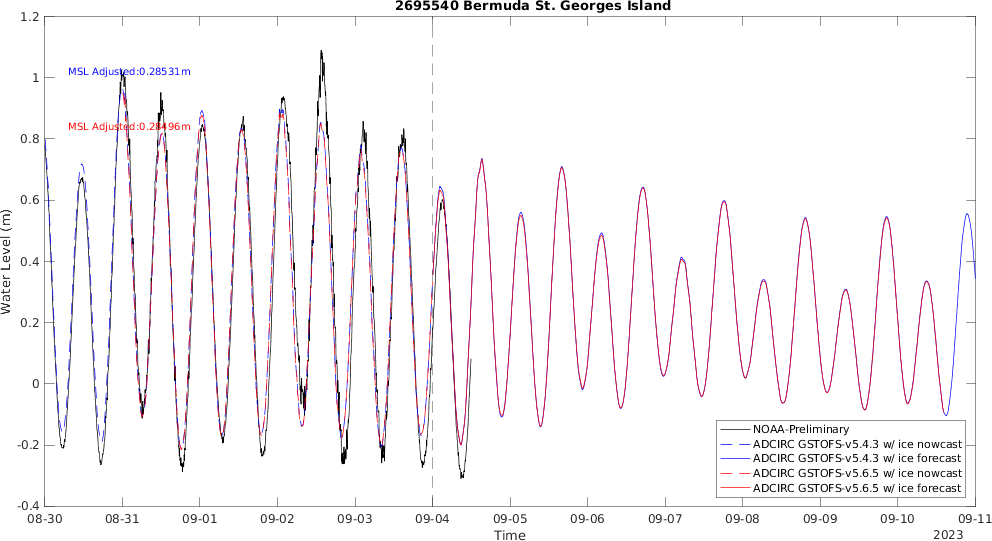 2695540 Bermuda St. Georges Island
1.2
1
0.8
0.6
0.4
0.2
0
-0.2
-0.4
Water Level (m)
MSL Adjusted:0.28531m
MSL Adjusted:0.28496m
NOAA-Preliminary
ADCIRC GSTOFS-v5.4.3 w/ ice nowcast
ADCIRC GSTOFS-v5.4.3 w/ ice forecast
ADCIRC GSTOFS-v5.6.5 w/ ice nowcast
ADCIRC GSTOFS-v5.6.5 w/ ice forecast
08-30 08-31 09-01 09-02 09-03 09-04 09-05 09-06 09-07 09-08 09-09 09-10 09-11
Time
2023